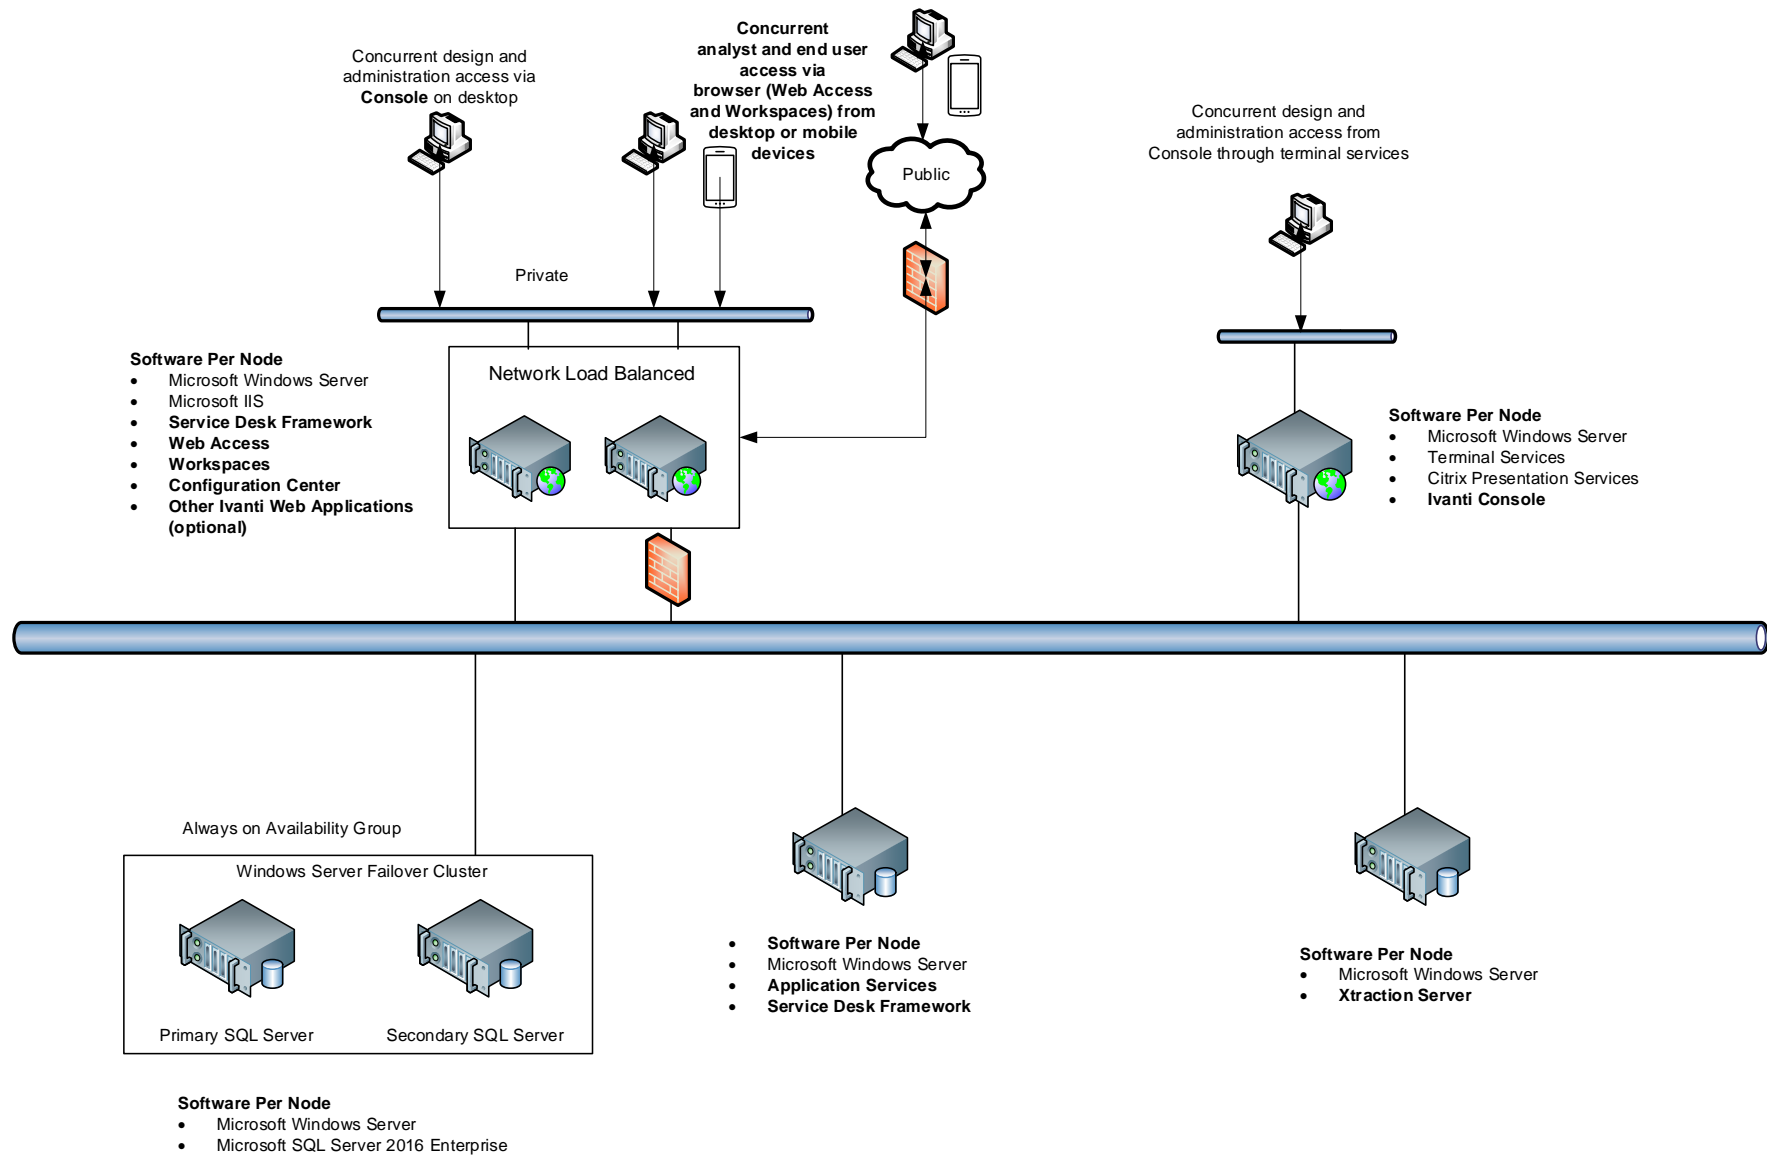 Concurrent design and
administration access via
Console on desktop
Concurrent
analyst and end user
access via
browser (Web Access
and Workspaces) from
desktop or mobile
devices
Public
Concurrent design and
administration access from
Console through terminal services
Private
Software Per Node
• Microsoft Windows Server
• Microsoft IIS
• Service Desk Framework
• Web Access
• Workspaces
• Configuration Center
• Other Ivanti Web Applications
(optional)
Network Load Balanced
Software Per Node
• Microsoft Windows Server
• Terminal Services
• Citrix Presentation Services
• Ivanti Console
Always on Availability Group
Windows Server Failover Cluster
Primary SQL Server
Secondary SQL Server
Software Per Node
• Microsoft Windows Server
• Microsoft SQL Server 2016 Enterprise
• Software Per Node
• Microsoft Windows Server
• Application Services
• Service Desk Framework
Software Per Node
• Microsoft Windows Server
• Xtraction Server